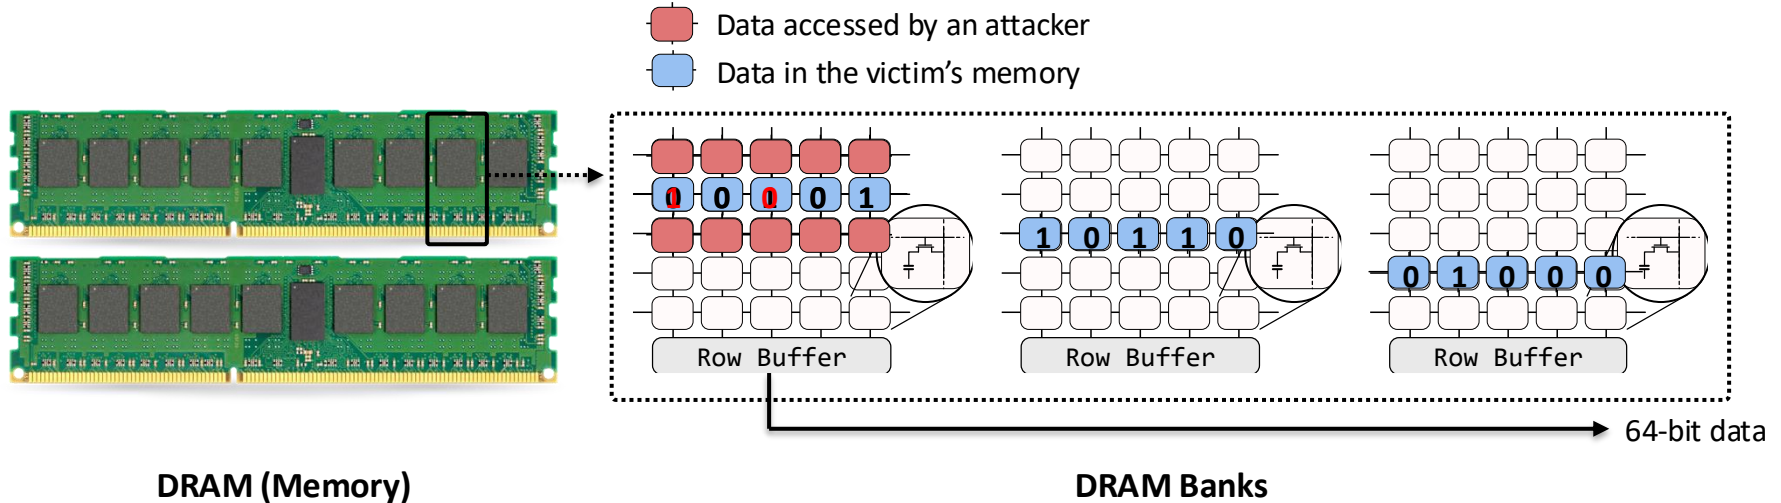 Data accessed by an attacker
Data in the victim's memory
0 0 0 1
1 0 1 1 0
0 1 0 0 0
Row Buffer
Row Buffer
Row Buffer
64-bit data
DRAM (Memory)
DRAM Banks